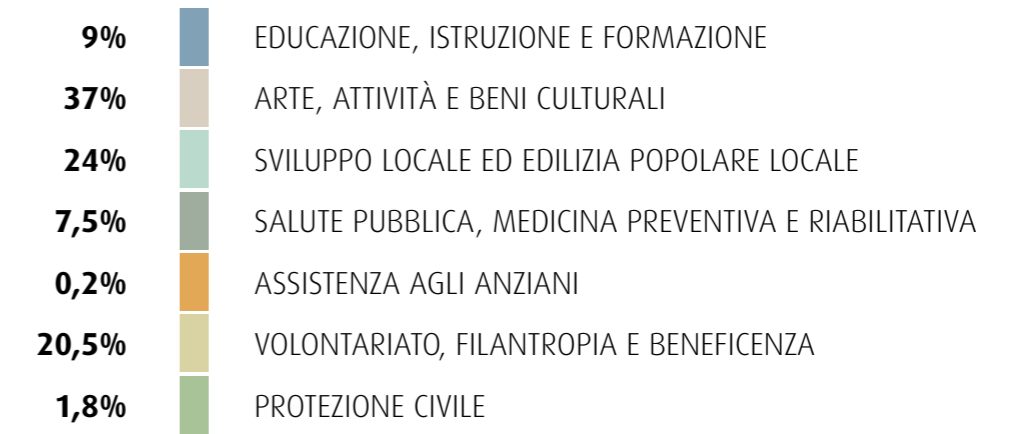 9% EDUCAZIONE, ISTRUZIONE E FORMAZIONE
37% ARTE, ATTIVITÀ E BENI CULTURALI
24% SVILUPPO LOCALE ED EDILIZIA POPOLARE LOCALE
7,5% SALUTE PUBBLICA, MEDICINA PREVENTIVA E RIABILITATIVA
0,2% ASSISTENZA AGLI ANZIANI
20,5% VOLONTARIATO, FILANTROPIA E BENEFICENZA
1,8% PROTEZIONE CIVILE